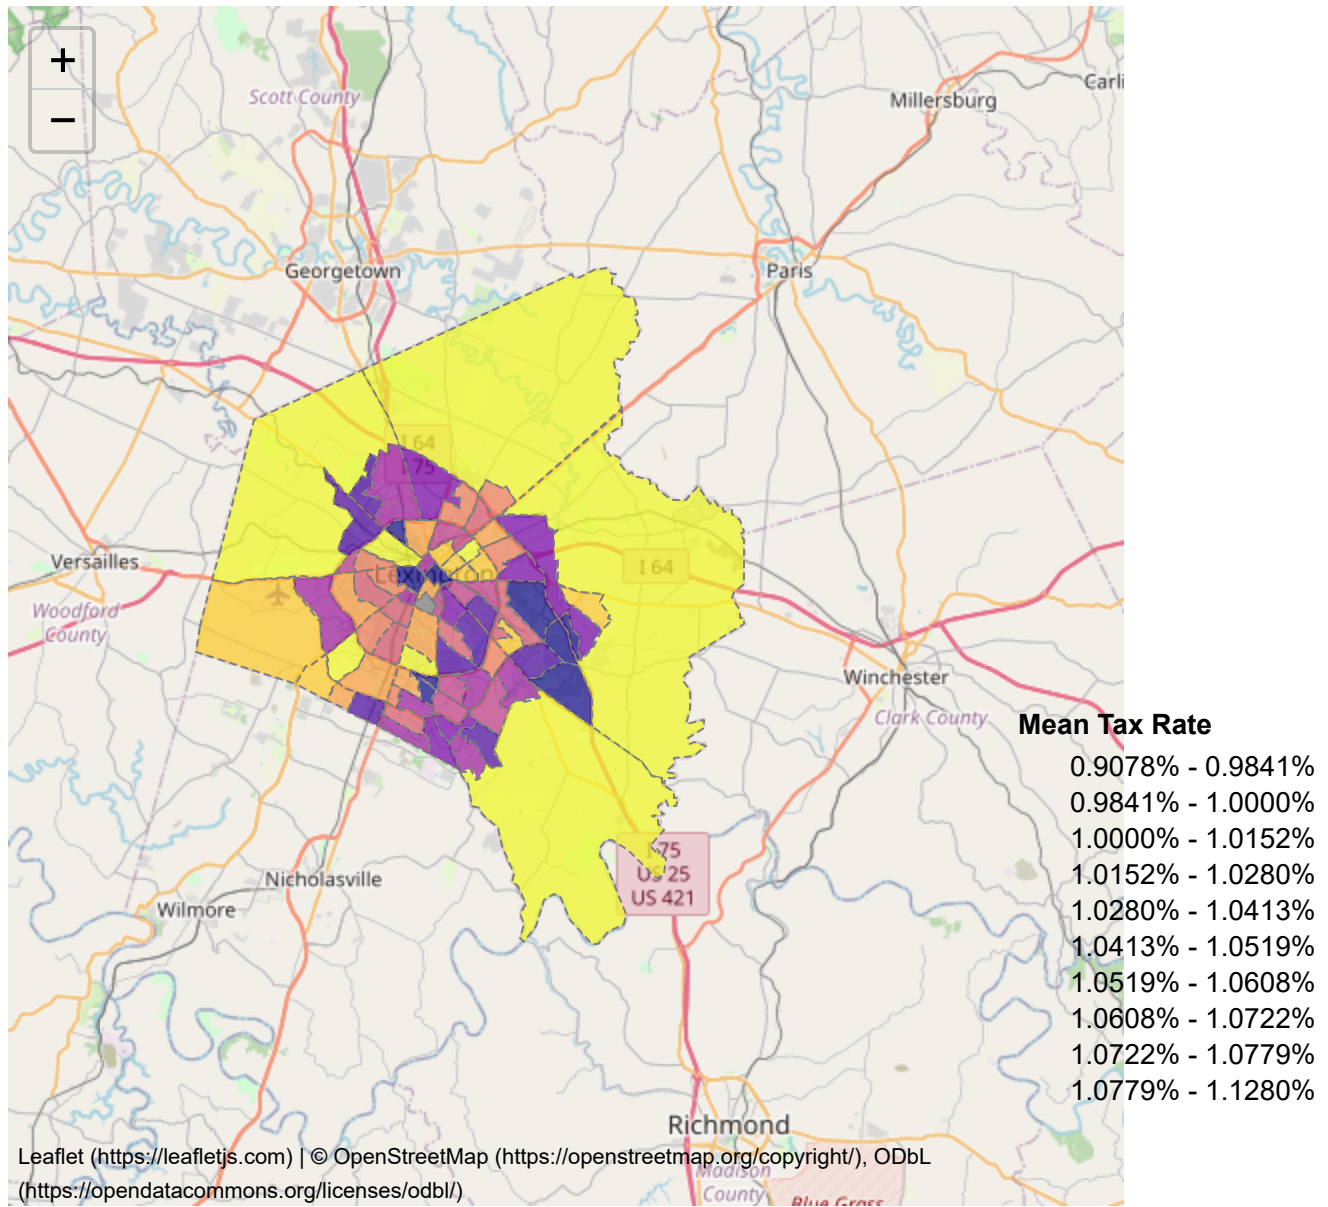 +
−
Scott County
Millersburg
Carli
Georgetown
Paris
I 64
I 75
Versailles
Lexington
I 64
Woodford
County
Winchester
Clark County
Mean Tax Rate
0.9078% - 0.9841%
0.9841% - 1.0000%
1.0000% - 1.0152%
1.0152% - 1.0280%
1.0280% - 1.0413%
1.0413% - 1.0519%
1.0519% - 1.0608%
1.0608% - 1.0722%
1.0722% - 1.0779%
1.0779% - 1.1280%
I 75
US 25
US 421
Nicholasville
Wilmore
Richmond
Leaflet (https://leafletjs.com) | © OpenStreetMap (https://openstreetmap.org/copyright/), ODbL
(https://opendatacommons.org/licenses/odbl/)
Madison
County
Blue Grass